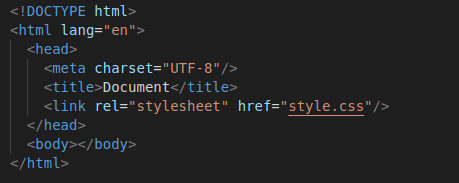 <!DOCTYPE html>
<html lang="en">
  <head>
    <meta charset="UTF-8"/>
    <title>Document</title>
    <link rel="stylesheet" href="style.css"/>
  </head>
  <body></body>
</html>